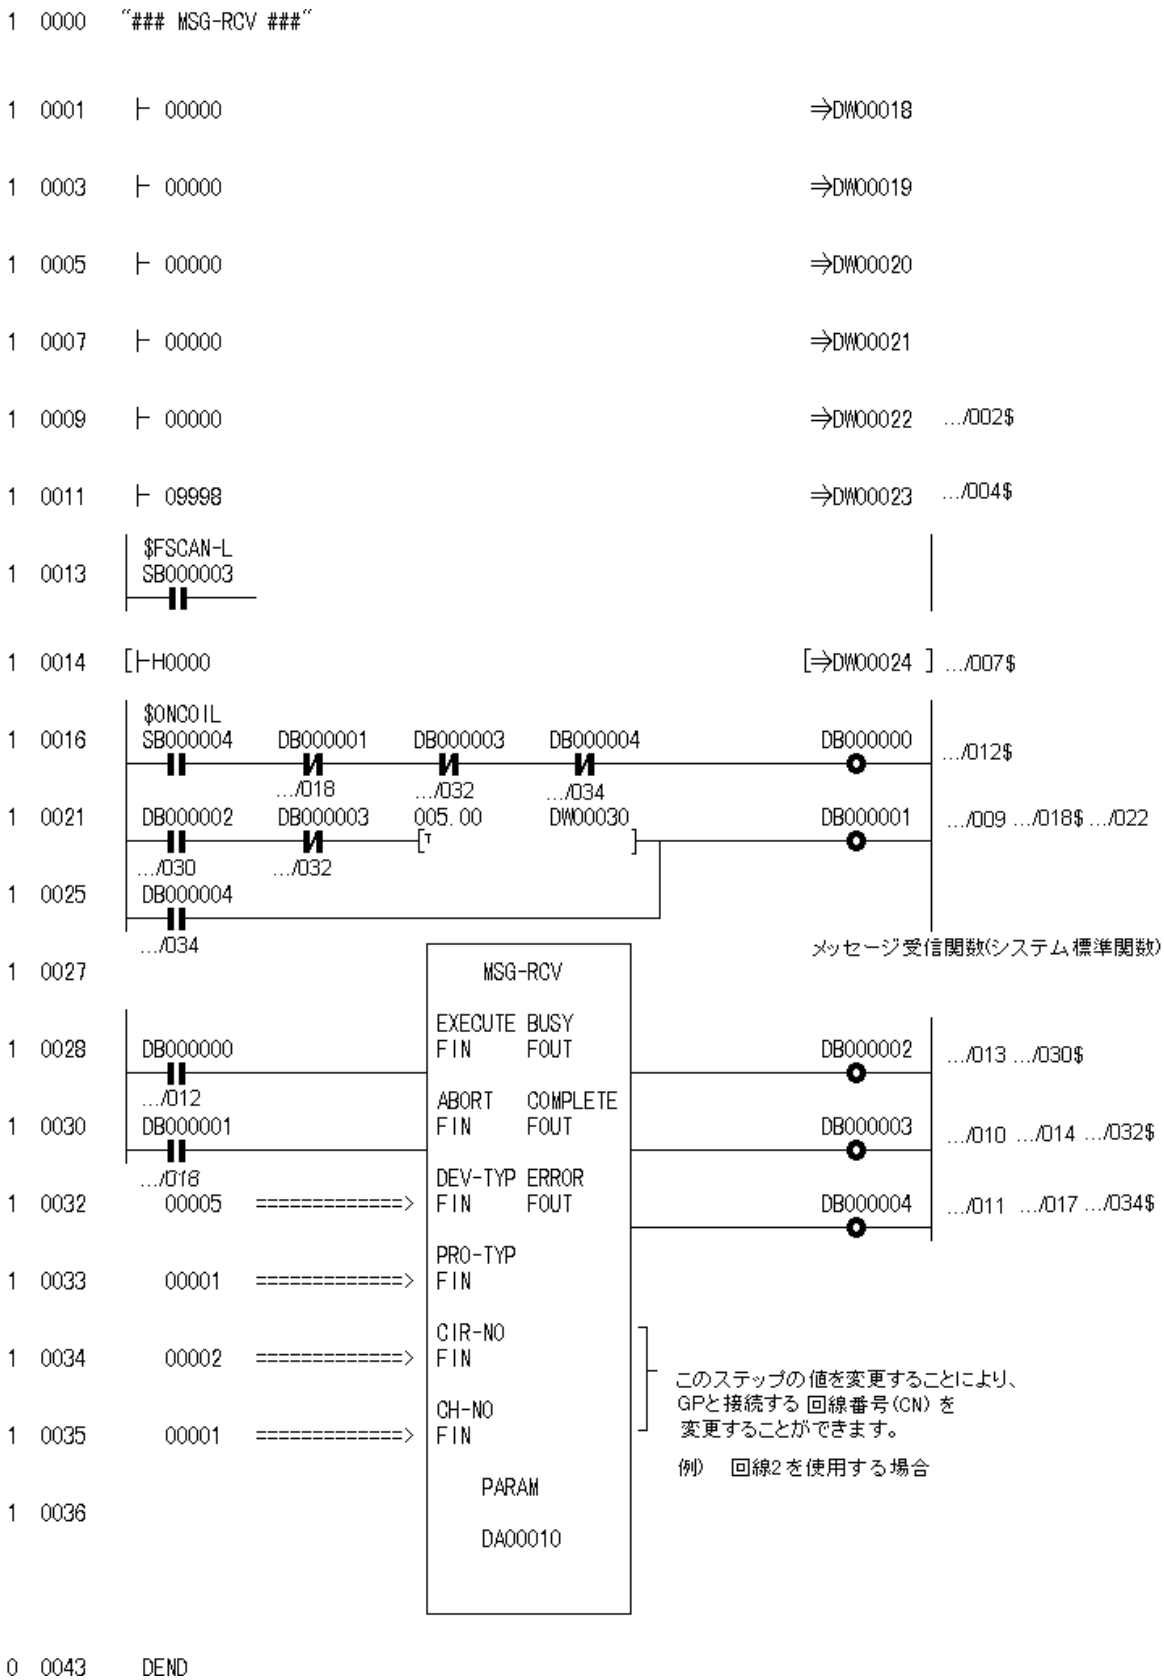 1 0000 "### MSG-RCV ###"
1 0001 ├ 00000 ⇒DW00018
1 0003 ├ 00000 ⇒DW00019
1 0005 ├ 00000 ⇒DW00020
1 0007 ├ 00000 ⇒DW00021
1 0009 ├ 00000 ⇒DW00022 .../002$
1 0011 ├ 09998 ⇒DW00023 .../004$
$FSCAN-L
1 0013 SB000003
1 0014 [├H0000 [⇒DW00024 ] .../007$
$ONCOIL
1 0016 SB000004 DB000001 DB000003 DB000004 DB000000 .../012$
.../018 .../032 .../034
1 0021 DB000002 DB000003 005.00 DW00030 DB000001 .../009 .../018$ .../022
[T ]
.../030 .../032
1 0025 DB000004
.../034
メッセージ受信関数(システム標準関数)
1 0027 MSG-RCV
EXECUTE BUSY
1 0028 DB000000 FIN FOUT DB000002 .../013 .../030$
.../012
ABORT COMPLETE
1 0030 DB000001 FIN FOUT DB000003 .../010 .../014 .../032$
.../018
DEV-TYP ERROR
1 0032 00005 =============> FIN FOUT DB000004 .../011 .../017 .../034$
PRO-TYP
1 0033 00001 =============> FIN
CIR-NO
1 0034 00002 =============> FIN
このステップの値を変更することにより、
GPと接続する 回線番号(CN) を
変更することができます。
CH-NO
1 0035 00001 =============> FIN
例) 回線2を使用する場合
PARAM
1 0036
DA00010
0 0043 DEND